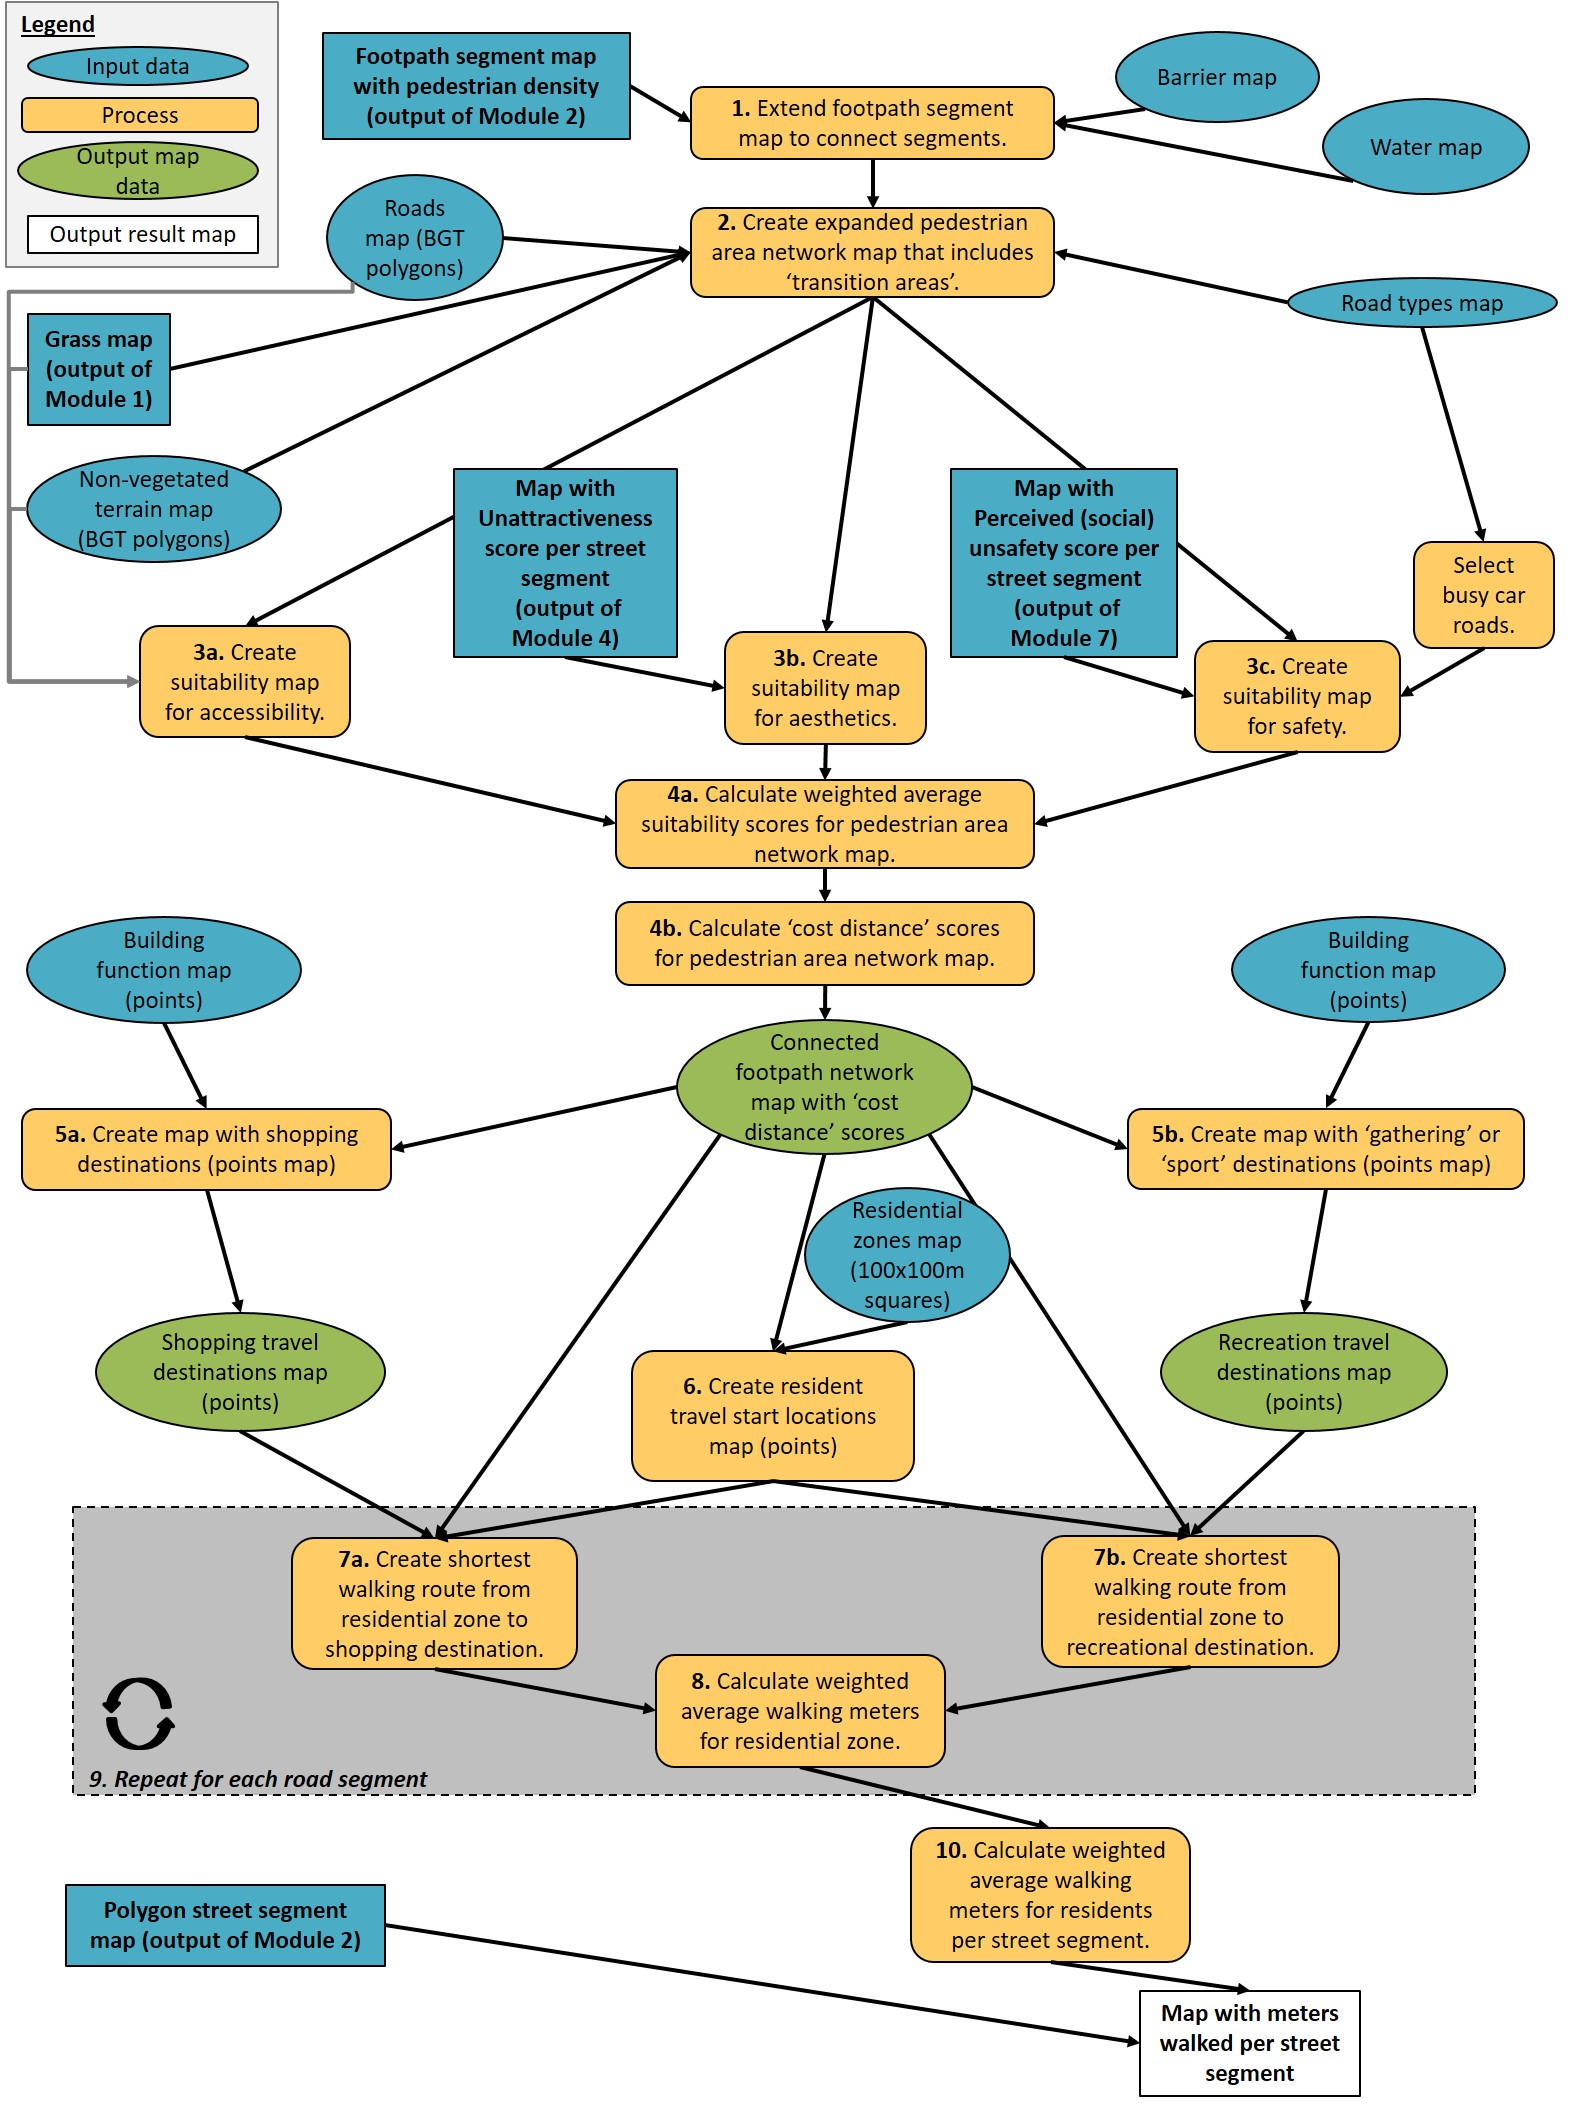 Legend
Input data
Process
Output map
data
Output result map
Footpath segment map
with pedestrian density
(output of Module 2)
1. Extend footpath segment
map to connect segments.
Barrier map
Water map
Roads
map (BGT
polygons)
2. Create expanded pedestrian
area network map that includes
‘transition areas’.
Road types map
Grass map
(output of
Module 1)
Non-vegetated
terrain map
(BGT polygons)
Map with
Unattractiveness
score per street
segment
(output of
Module 4)
Map with
Perceived (social)
unsafety score per
street segment
(output of
Module 7)
Select
busy car
roads.
3a. Create
suitability map
for accessibility.
3b. Create
suitability map
for aesthetics.
3c. Create
suitability map
for safety.
4a. Calculate weighted average
suitability scores for pedestrian area
network map.
4b. Calculate ‘cost distance’ scores
for pedestrian area network map.
Building
function map
(points)
Building
function map
(points)
Connected
footpath network
map with ‘cost
distance’ scores
5a. Create map with shopping
destinations (points map)
5b. Create map with ‘gathering’ or
‘sport’ destinations (points map)
Residential
zones map
(100x100m
squares)
Shopping travel
destinations map
(points)
Recreation travel
destinations map
(points)
6. Create resident
travel start locations
map (points)
7a. Create shortest
walking route from
residential zone to
shopping destination.
7b. Create shortest
walking route from
residential zone to
recreational destination.
8. Calculate weighted
average walking meters
for residential zone.
9. Repeat for each road segment
10. Calculate weighted
average walking
meters for residents
per street segment.
Polygon street segment
map (output of Module 2)
Map with meters
walked per street
segment